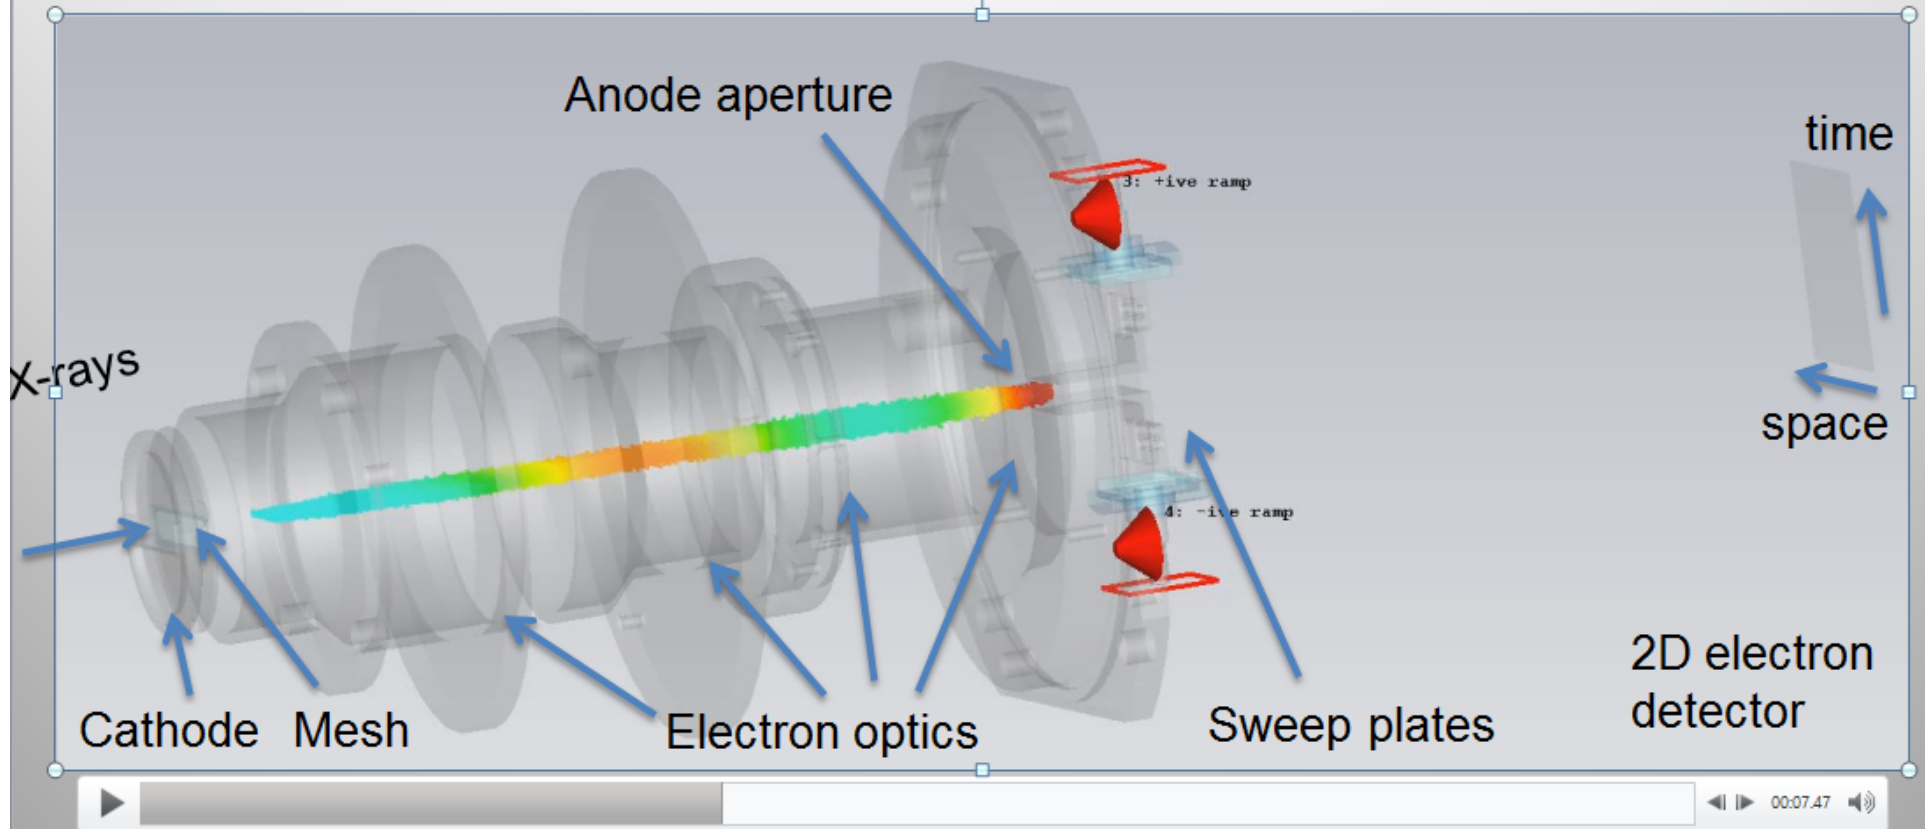 Anode aperture
time
3: +ive ramp
X-rays
space
4: -ive ramp
2D electron
detector
Cathode
Mesh
Electron optics
Sweep plates
00:07.47